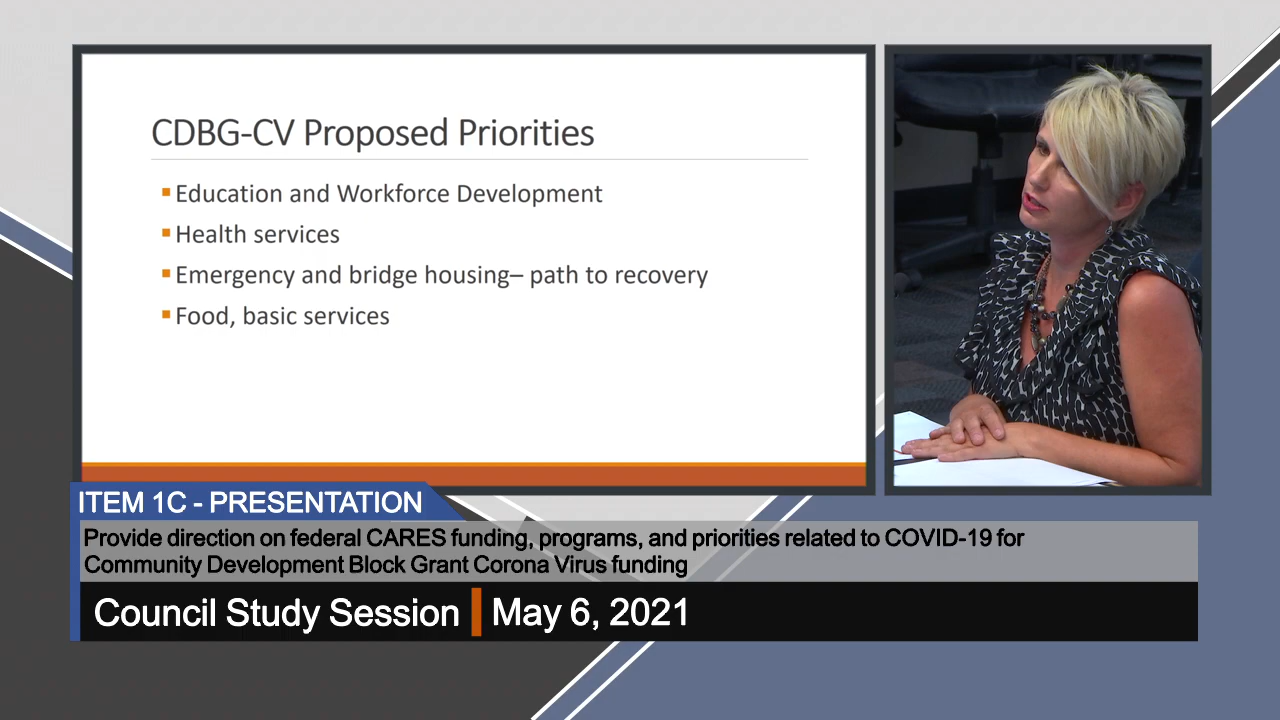 CDBG-CV Proposed Priorities
Education and Workforce Development
Health services
Emergency and bridge housing– path to recovery
Food, basic services
ITEM 1C - PRESENTATION
Provide direction on federal CARES funding, programs, and priorities related to COVID-19 for
Community Development Block Grant Corona Virus funding
Council Study Session May 6, 2021